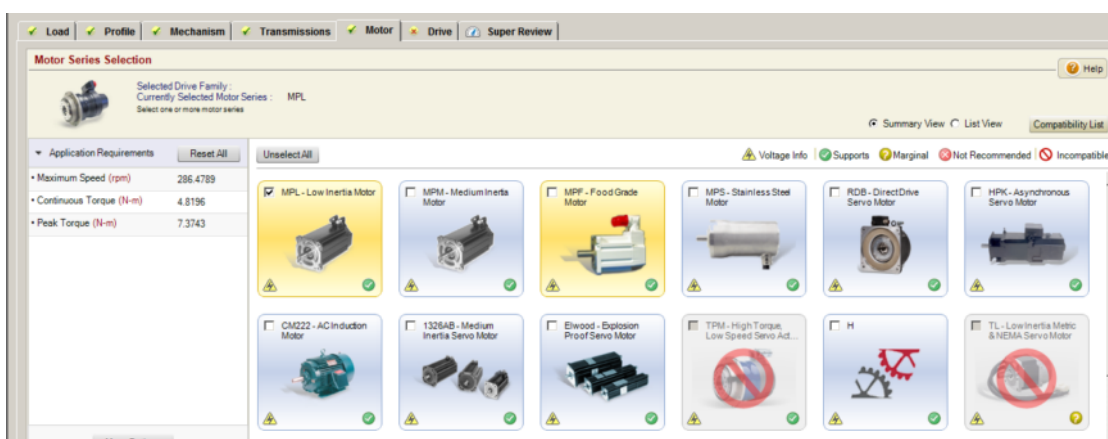 Load Profile Mechanism Transmissions Motor Drive Super Review
Motor Series Selection
Help
Selected Drive Family :
Currently Selected Motor Series : MPL
Select one or more motor series
Summary View List View Compatibility List
Application Requirements Reset All
Unselect All
Voltage Info Supports Marginal Not Recommended Incompatible
Maximum Speed (rpm) 286.4789
Continuous Torque (N-m) 4.8196
Peak Torque (N-m) 7.3743
MPL - Low Inertia Motor
MPM - Medium Inertia
Motor
MPF - Food Grade
Motor
MPS - Stainless Steel
Motor
RDB - Direct Drive
Servo Motor
HPK - Asynchronous
Servo Motor
CM222 - AC Induction
Motor
1326AB - Medium
Inertia Servo Motor
Elwood - Explosion
Proof Servo Motor
TPM - High Torque,
Low Speed Servo Act...
H
TL - Low Inertia Metric
& NEMA Servo Motor